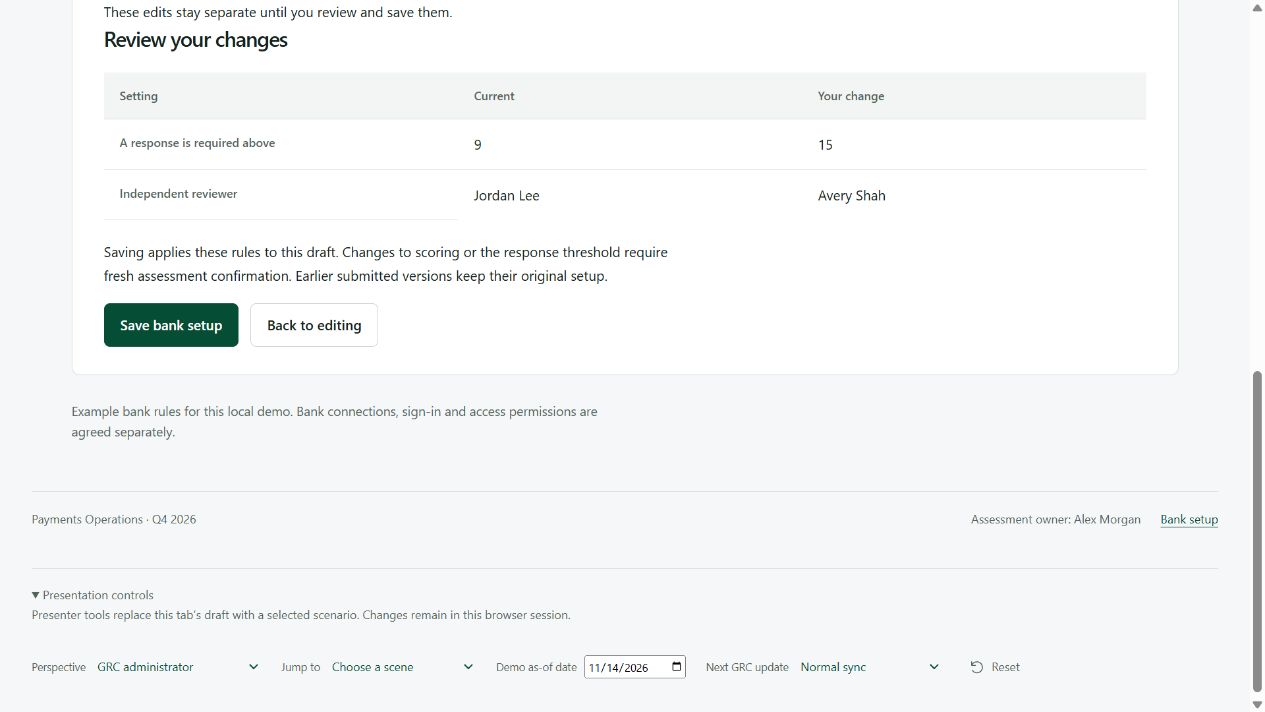 These edits stay separate until you review and save them.
Review your changes
Setting Current Your change
A response is required above 9 15
Independent reviewer Jordan Lee Avery Shah
Saving applies these rules to this draft. Changes to scoring or the response threshold require
fresh assessment confirmation. Earlier submitted versions keep their original setup.
Save bank setup Back to editing
Example bank rules for this local demo. Bank connections, sign-in and access permissions are
agreed separately.
Payments Operations · Q4 2026 Assessment owner: Alex Morgan Bank setup
Presentation controls
Presenter tools replace this tab's draft with a selected scenario. Changes remain in this browser session.
Perspective GRC administrator Jump to Choose a scene Demo as-of date 11/14/2026 Next GRC update Normal sync Reset